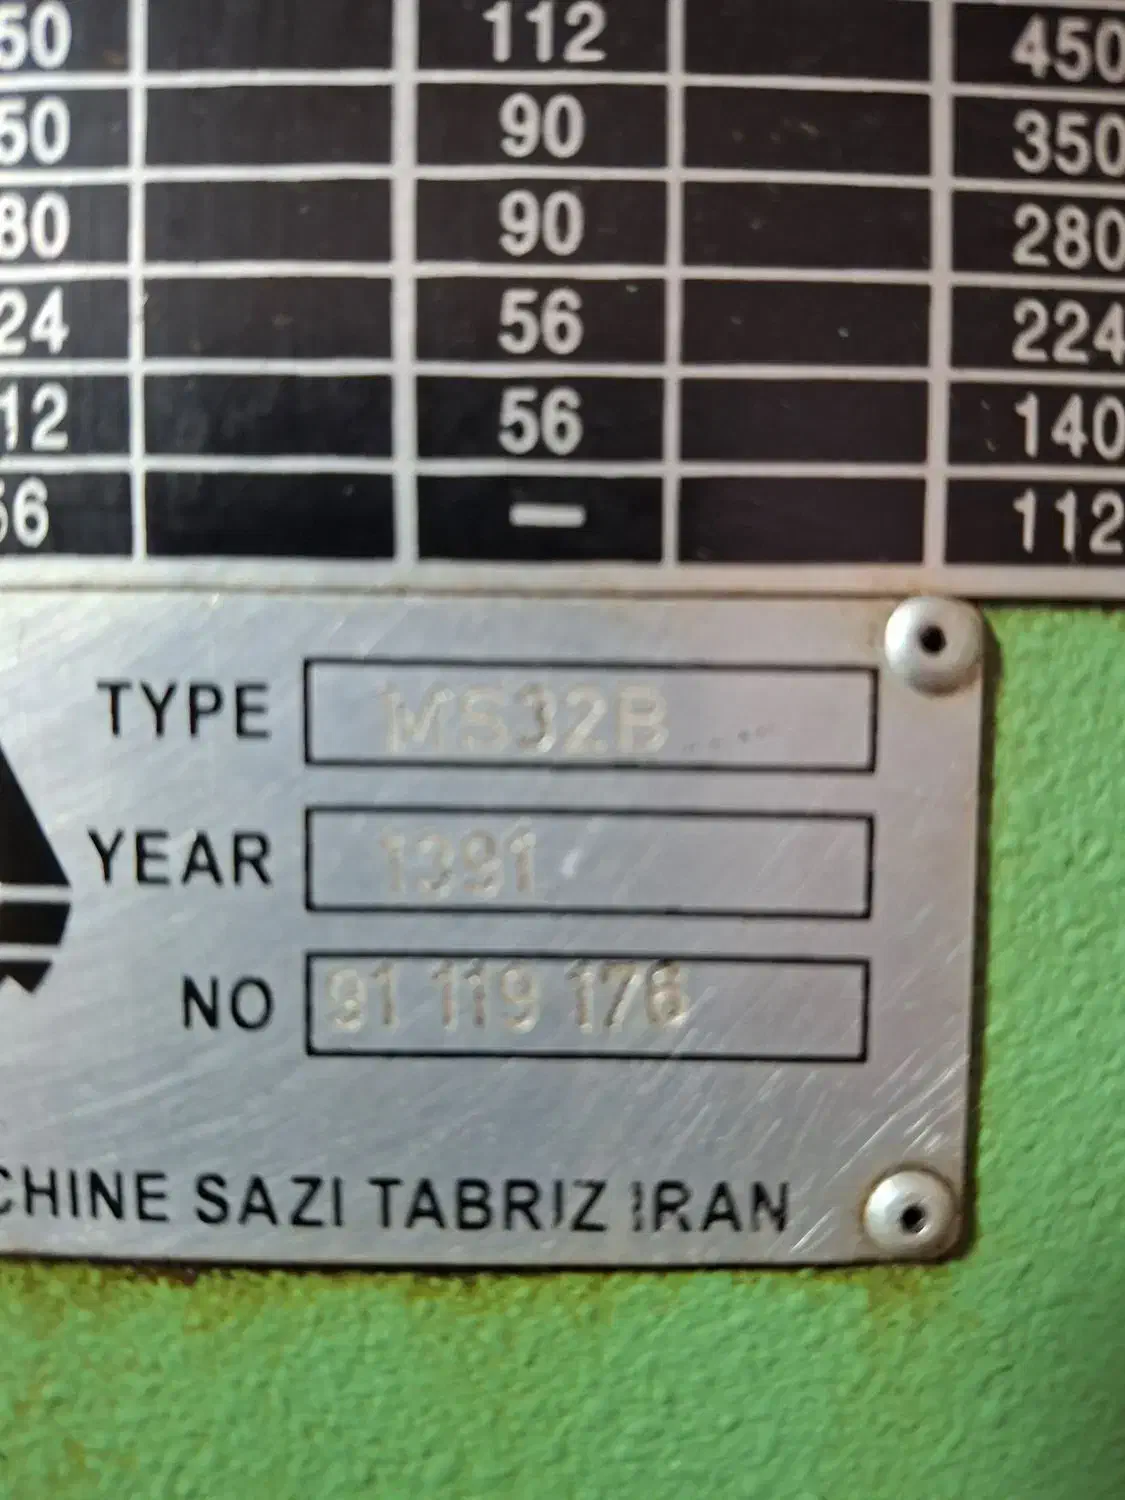 50 112 450
50 90 350
80 90 280
24 56 224
12 56 140
56 — 112
TYPE MS32B
YEAR 1391
NO 91 119 176
CHINE SAZI TABRIZ IRAN